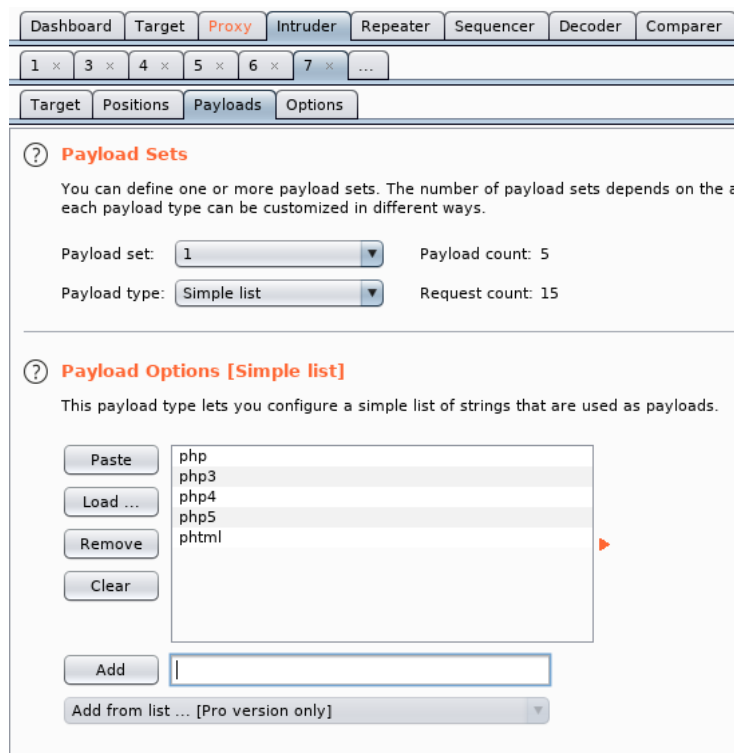 Dashboard Target Proxy Intruder Repeater Sequencer Decoder Comparer
1 × 3 × 4 × 5 × 6 × 7 × ...
Target Positions Payloads Options
? Payload Sets
You can define one or more payload sets. The number of payload sets depends on the a
each payload type can be customized in different ways.
Payload set: 1 Payload count: 5
Payload type: Simple list Request count: 15
? Payload Options [Simple list]
This payload type lets you configure a simple list of strings that are used as payloads.
Paste
Load ...
Remove
Clear
php
php3
php4
php5
phtml
Add
Add from list ... [Pro version only]